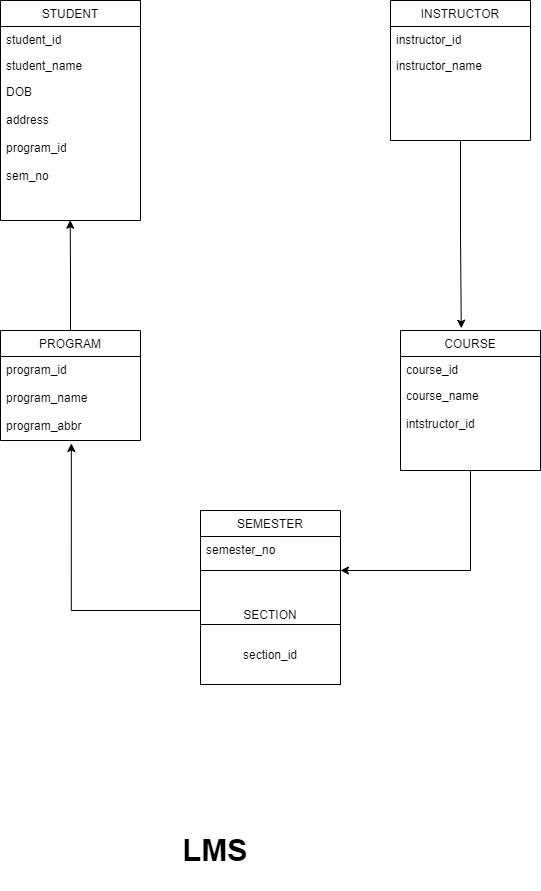 STUDENT
student_id
student_name
DOB
address
program_id
sem_no
INSTRUCTOR
instructor_id
instructor_name
PROGRAM
program_id
program_name
program_abbr
COURSE
course_id
course_name
intstructor_id
SEMESTER
semester_no
SECTION
section_id
LMS